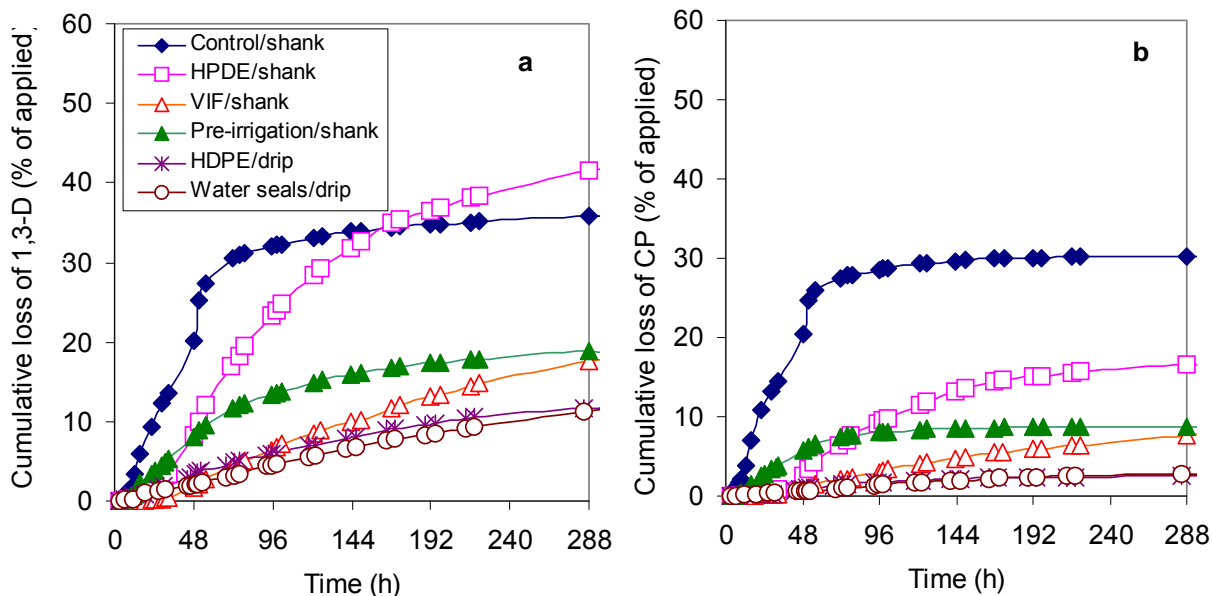 Cumulative loss of 1,3-D (% of applied)
60
50
40
30
20
10
0
Control/shank
HPDE/shank
VIF/shank
Pre-irrigation/shank
HDPE/drip
Water seals/drip
a
0 48 96 144 192 240 288
Time (h)
Cumulative loss of CP (% of applied)
60
50
40
30
20
10
0
b
0 48 96 144 192 240 288
Time (h)